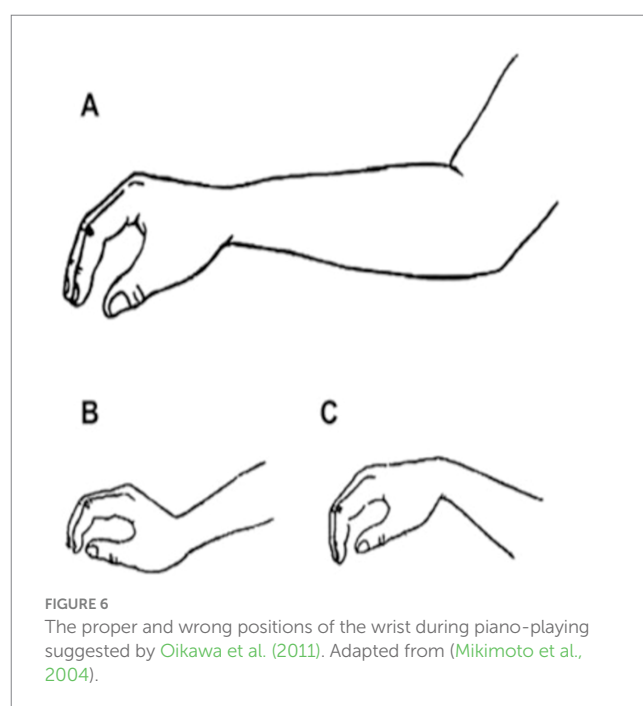 A
B
C
FIGURE 6
The proper and wrong positions of the wrist during piano-playing
suggested by Oikawa et al. (2011). Adapted from (Mikimoto et al.,
2004).